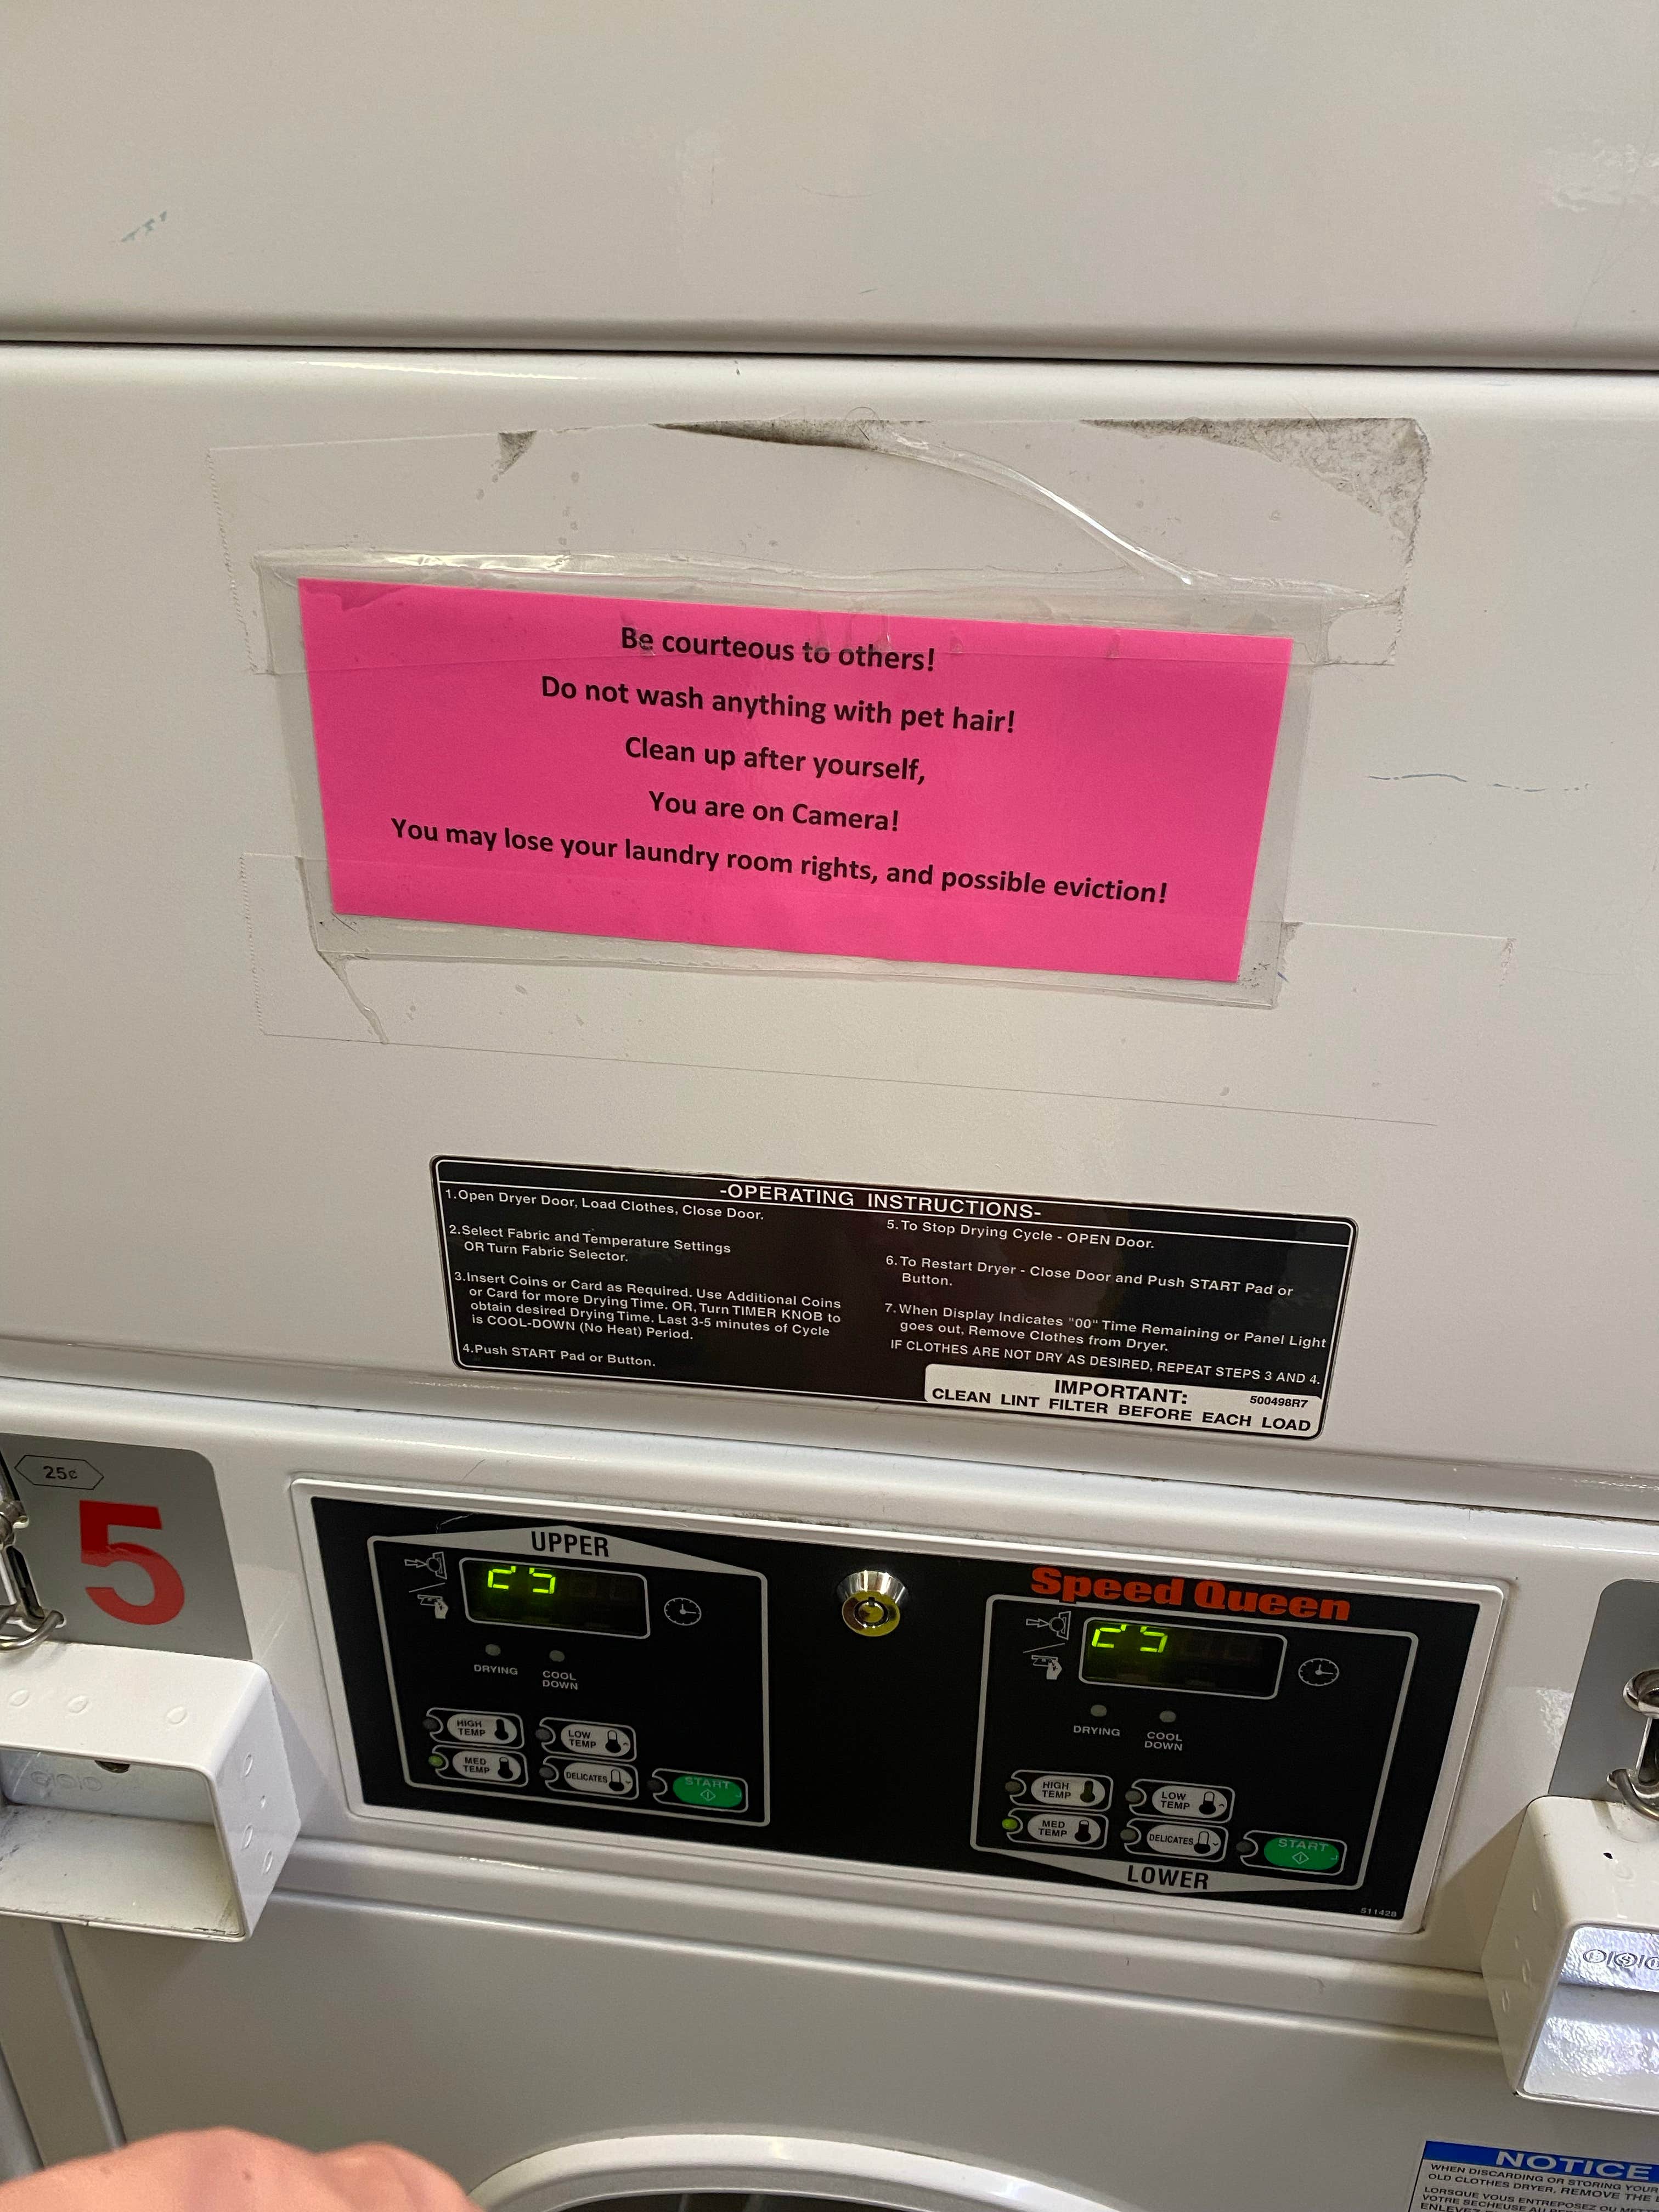 Be courteous to others!
Do not wash anything with pet hair!
Clean up after yourself,
You are on Camera!
You may lose your laundry room rights, and possible eviction!
-OPERATING INSTRUCTIONS-
1.Open Dryer Door, Load Clothes, Close Door.
2.Select Fabric and Temperature Settings
OR Turn Fabric Selector.
3.Insert Coins or Card as Required. Use Additional Coins
or Card for more Drying Time. OR, Turn TIMER KNOB to
obtain desired Drying Time. Last 3-5 minutes of Cycle
is COOL-DOWN (No Heat) Period.
4.Push START Pad or Button.
5.To Stop Drying Cycle - OPEN Door.
6.To Restart Dryer - Close Door and Push START Pad or
Button.
7.When Display Indicates "00" Time Remaining or Panel Light
goes out, Remove Clothes from Dryer.
IF CLOTHES ARE NOT DRY AS DESIRED, REPEAT STEPS 3 AND 4.
IMPORTANT: 500498R7
CLEAN LINT FILTER BEFORE EACH LOAD
25¢
5
UPPER
DRYING
COOL
DOWN
HIGH
TEMP
LOW
TEMP
MED
TEMP
DELICATES
START
Speed Queen
DRYING
COOL
DOWN
HIGH
TEMP
LOW
TEMP
MED
TEMP
DELICATES
START
LOWER
511428
NOTICE
WHEN DISCARDING OR STORING YOUR
OLD CLOTHES DRYER, REMOVE THE
LORSQUE VOUS ENTREPOSEZ OU
VOTRE SECHEUSE AU
ENLEVEZ